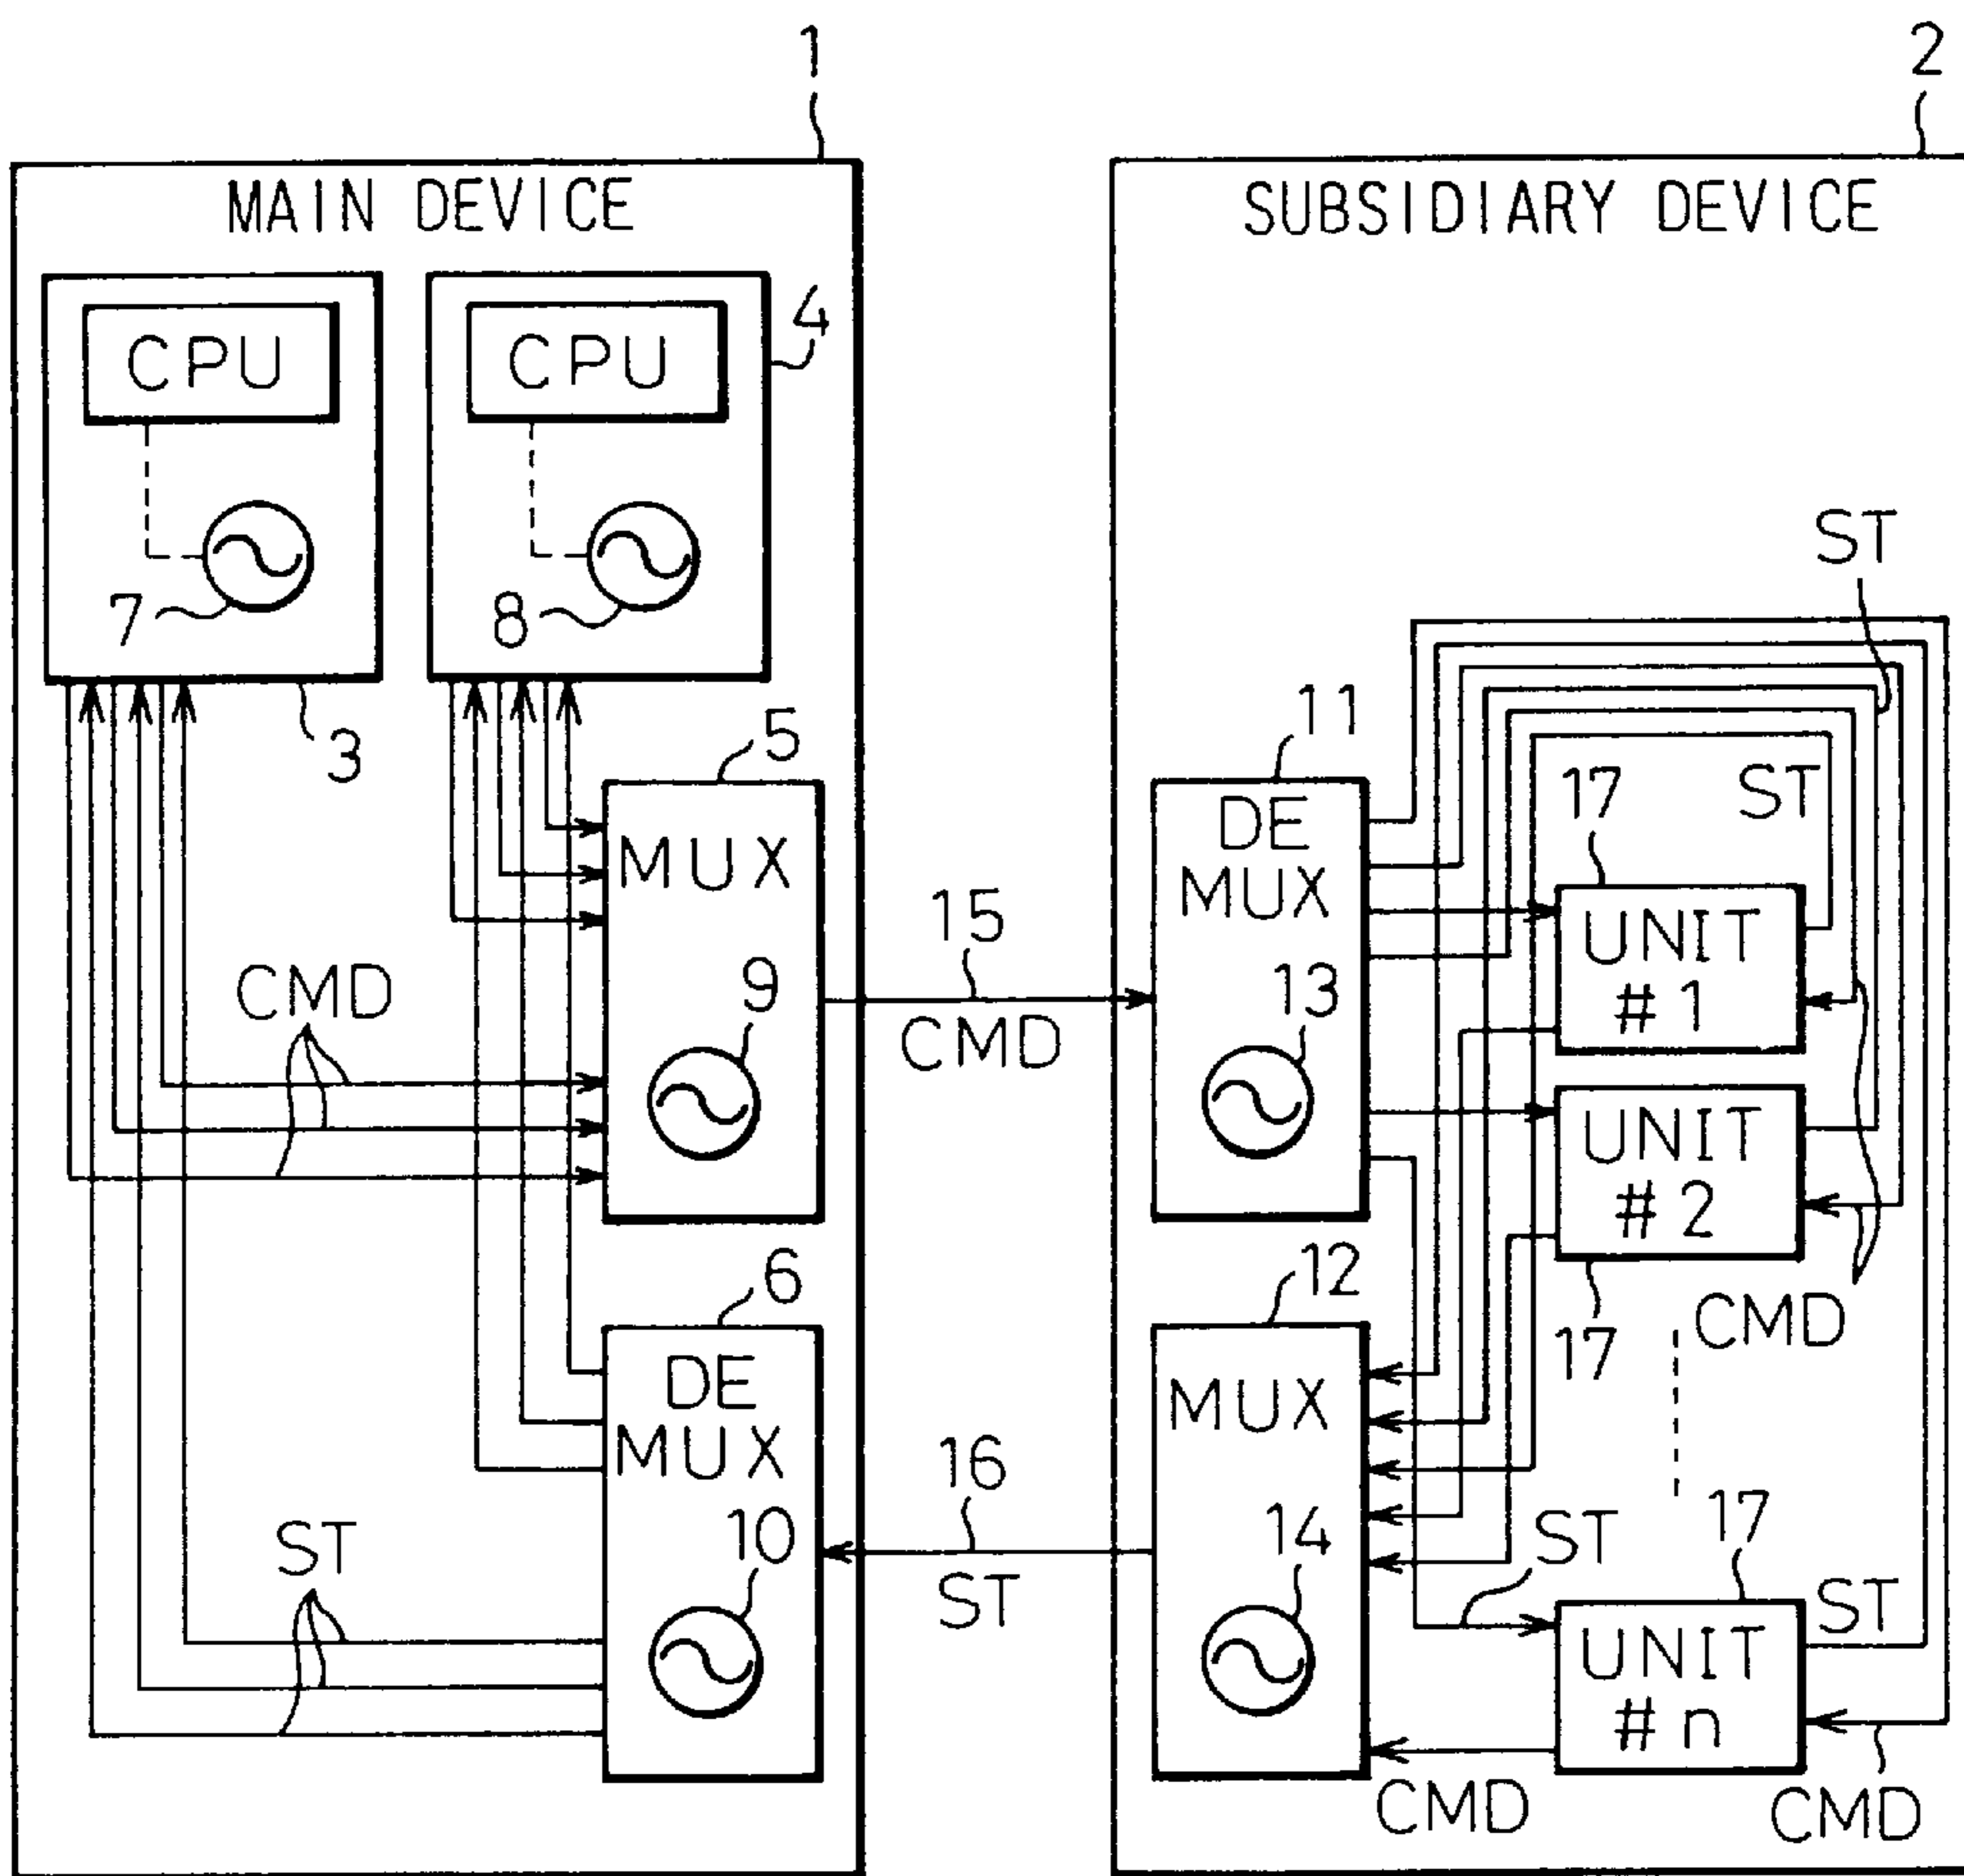 1
2
MAIN DEVICE
SUBSIDIARY DEVICE
CPU
CPU
4
7
8
ST
3
5
11
MUX
DE
MUX
17
ST
15
UNIT
#1
CMD
9
CMD
13
UNIT
#2
6
12
17
CMD
DE
MUX
MUX
16
10
14
ST
17
ST
ST
ST
UNIT
#n
CMD
CMD